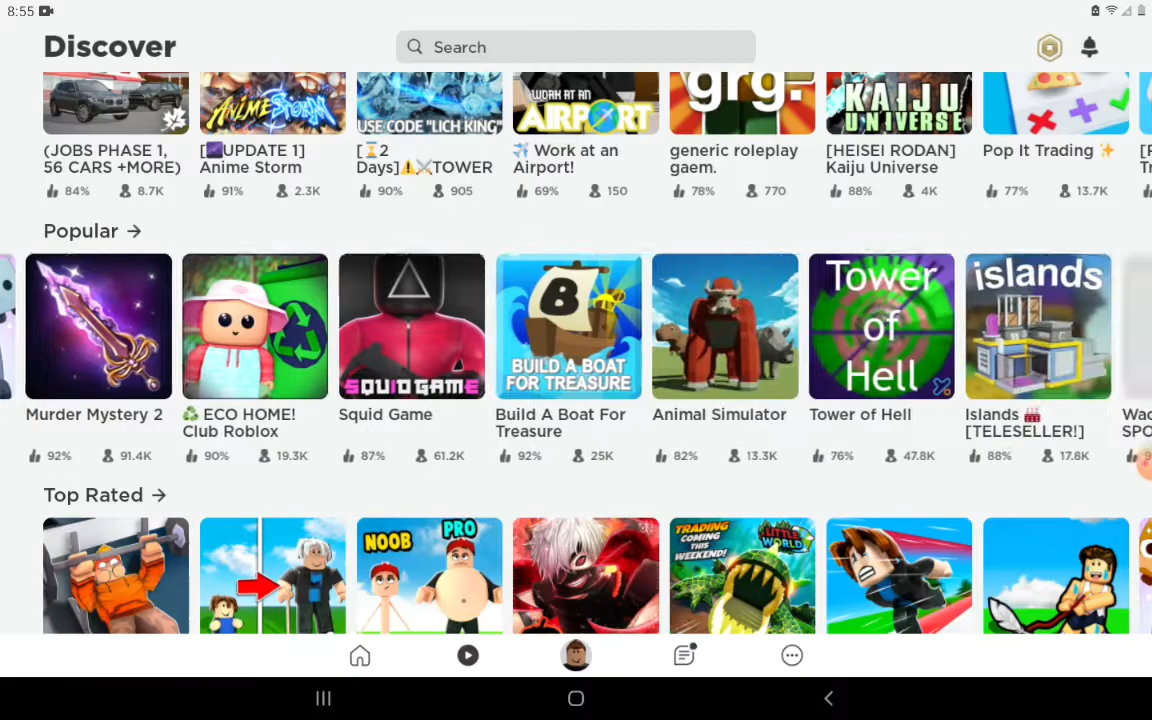 8:55
Discover
Search
ANIME STORM
USE CODE "LICH KING"
WORK AT AN
AIRPORT
grg.
KAIJU
UNIVERSE
(JOBS PHASE 1,
56 CARS +MORE)
84% 8.7K
[🌌UPDATE 1]
Anime Storm
91% 2.3K
[⏳2
Days]⚠️⚔️TOWER
90% 905
✈️ Work at an
Airport!
69% 150
generic roleplay
gaem.
78% 770
[HEISEI RODAN]
Kaiju Universe
88% 4K
Pop It Trading ✨
77% 13.7K
Popular →
SQUID GAME
B
BUILD A BOAT
FOR TREASURE
Tower
of
Hell
islands
Murder Mystery 2
92% 91.4K
♻️ ECO HOME!
Club Roblox
90% 19.3K
Squid Game
87% 61.2K
Build A Boat For
Treasure
92% 25K
Animal Simulator
82% 13.3K
Tower of Hell
76% 47.8K
Islands 🏭
[TELESELLER!]
88% 17.8K
Top Rated →
NOOB
PRO
TRADING
COMING
THIS
WEEKEND!
LITTLE
WORLD